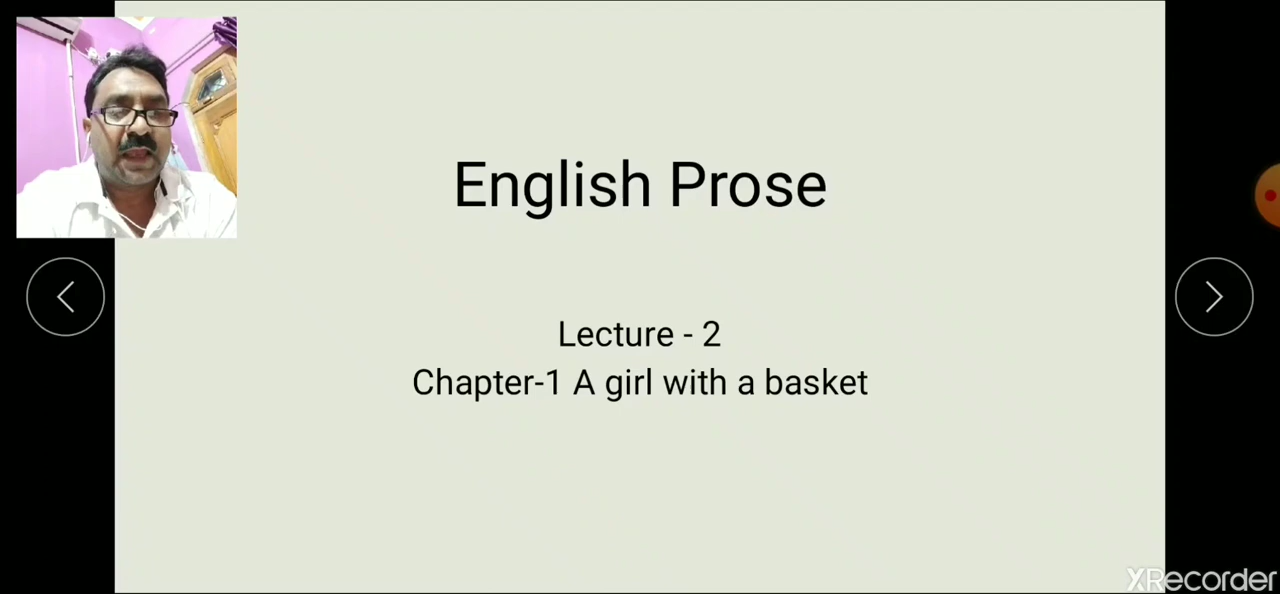 English Prose
Lecture - 2
Chapter-1 A girl with a basket
XRecorder